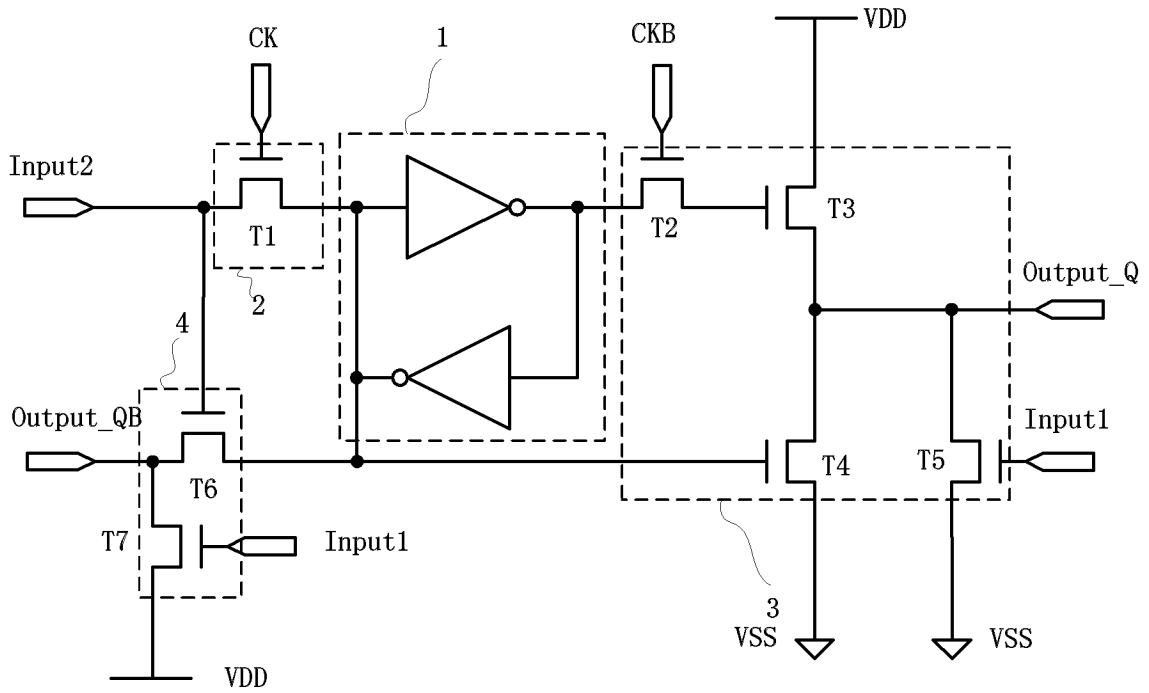 VDD
CK
1
CKB
Input2
T1
T2
T3
2
Output_Q
4
Output_QB
Input1
T6
T4
T5
T7
Input1
3
VSS
VSS
VDD